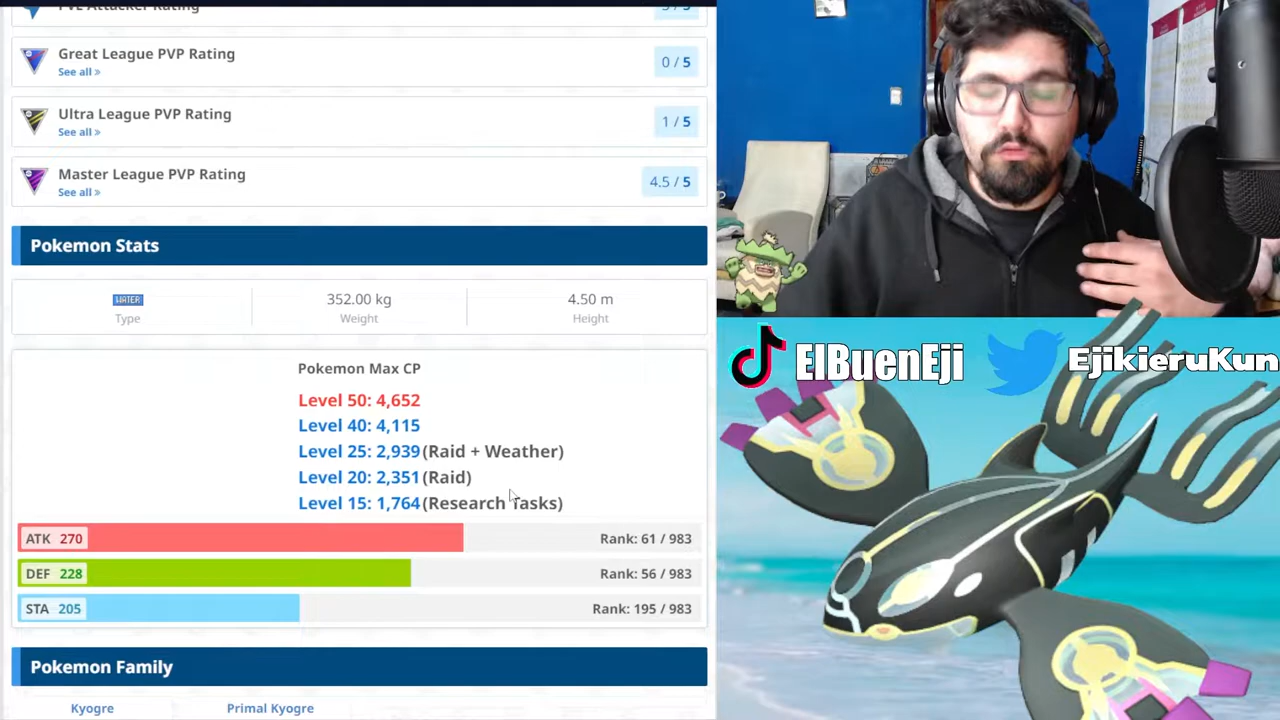 PVE Attacker Rating
Great League PVP Rating
0 / 5
See all »
Ultra League PVP Rating
1 / 5
See all »
Master League PVP Rating
4.5 / 5
See all »
Pokemon Stats
WATER
352.00 kg
4.50 m
Type
Weight
Height
Pokemon Max CP
Level 50: 4,652
Level 40: 4,115
Level 25: 2,939 (Raid + Weather)
Level 20: 2,351 (Raid)
Level 15: 1,764 (Research Tasks)
ATK 270
Rank: 61 / 983
DEF 228
Rank: 56 / 983
STA 205
Rank: 195 / 983
Pokemon Family
Kyogre
Primal Kyogre
ElBuenEji
EjikieruKun